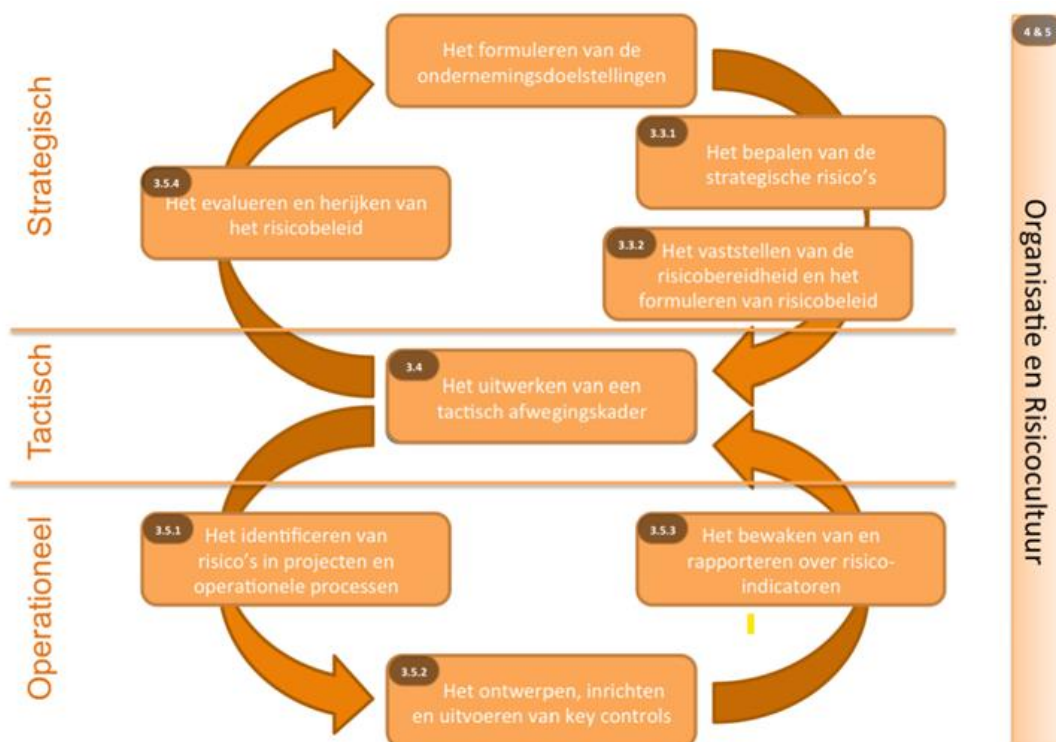 Strategisch
Het formuleren van de
ondernemingsdoelstellingen
4 & 5
3.3.1
Het bepalen van de
strategische risico's
3.5.4
Het evalueren en herijken van
het risicobeleid
3.3.2
Het vaststellen van de
risicobereidheid en het
formuleren van risicobeleid
Organisatie en Risicocultuur
Tactisch
3.4
Het uitwerken van een
tactisch afwegingskader
Operationeel
3.5.1
Het identificeren van
risico's in projecten en
operationele processen
3.5.3
Het bewaken van en
rapporteren over risico-
indicatoren
3.5.2
Het ontwerpen, inrichten
en uitvoeren van key controls